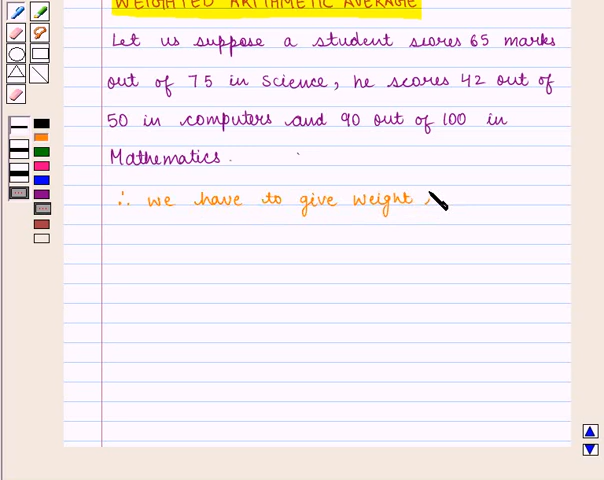 WEIGHTED ARITHMETIC AVERAGE
Let us suppose a student scores 65 marks
out of 75 in Science, he scores 42 out of
50 in computers and 90 out of 100 in
Mathematics.
∴ we have to give weight